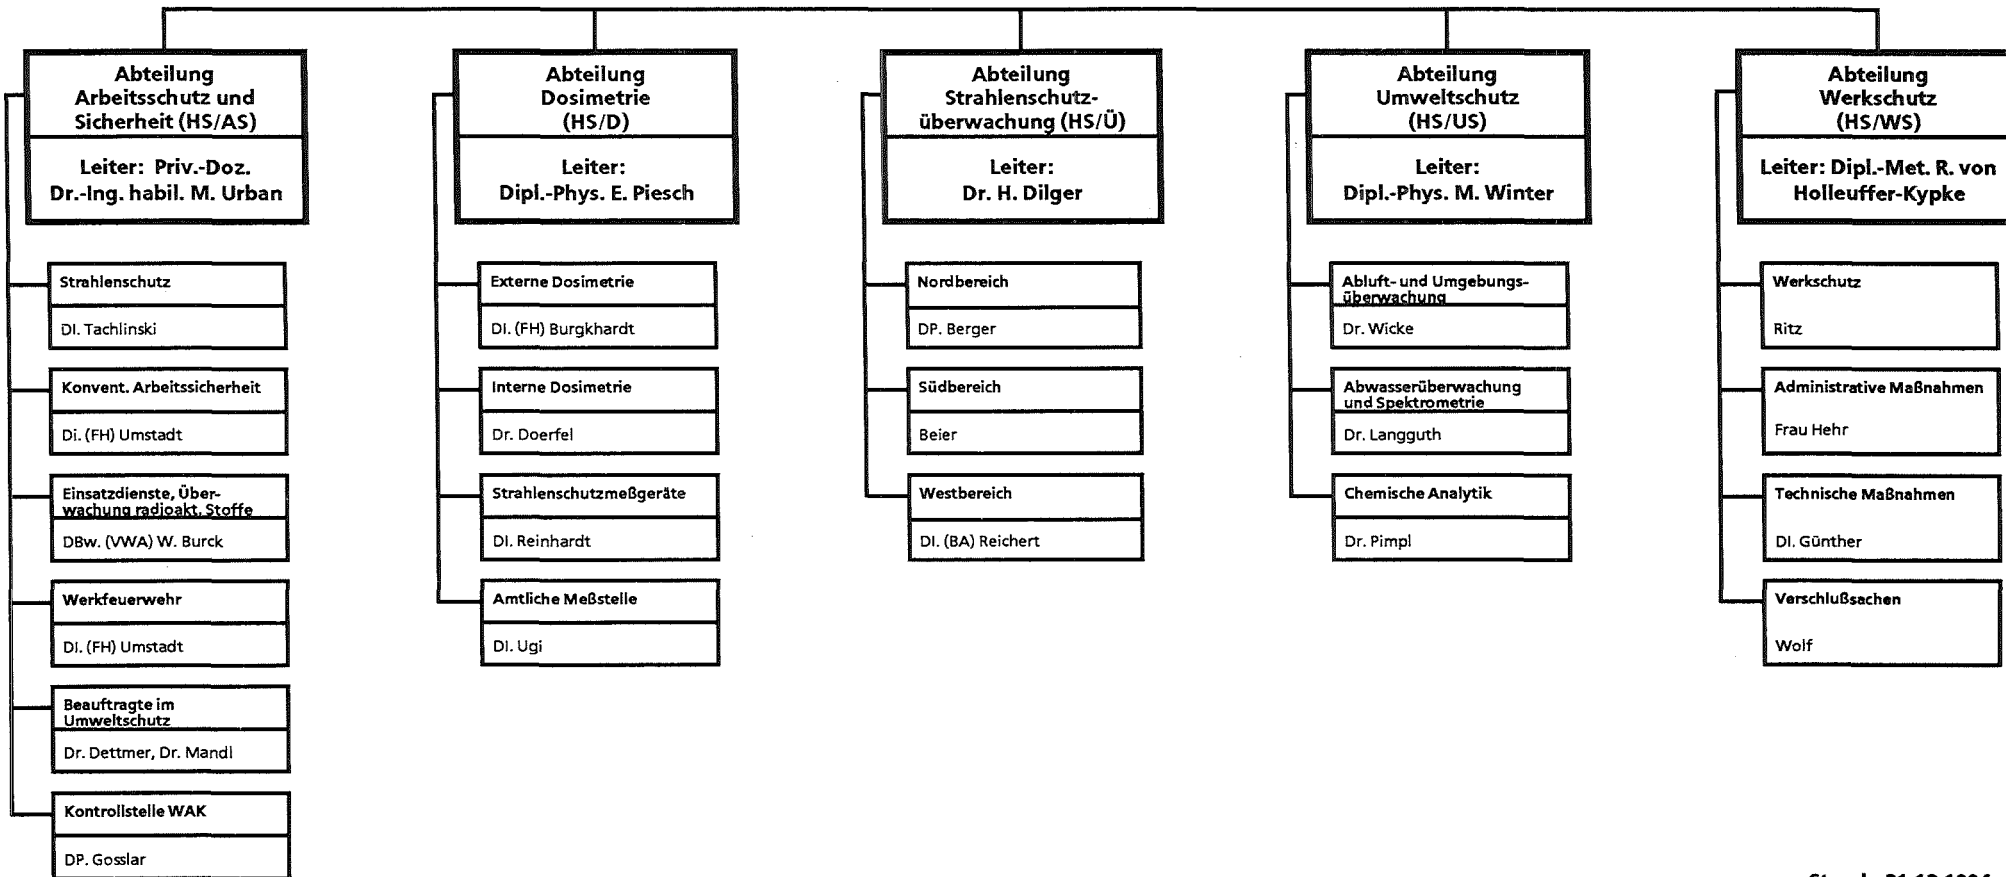 Abteilung
Arbeitsschutz und
Sicherheit (HS/AS)
Leiter: Priv.-Doz.
Dr.-Ing. habil. M. Urban
Strahlenschutz
DI. Tachlinski
Konvent. Arbeitssicherheit
Di. (FH) Umstadt
Einsatzdienste, Über-
wachung radioakt. Stoffe
DBw. (VWA) W. Burck
Werkfeuerwehr
DI. (FH) Umstadt
Beauftragte im
Umweltschutz
Dr. Dettmer, Dr. Mandl
Kontrollstelle WAK
DP. Gosslar
Abteilung
Dosimetrie
(HS/D)
Leiter:
Dipl.-Phys. E. Piesch
Externe Dosimetrie
DI. (FH) Burgkhardt
Interne Dosimetrie
Dr. Doerfel
Strahlenschutzmeßgeräte
DI. Reinhardt
Amtliche Meßstelle
DI. Ugi
Abteilung
Strahlenschutz-
überwachung (HS/Ü)
Leiter:
Dr. H. Dilger
Nordbereich
DP. Berger
Südbereich
Beier
Westbereich
DI. (BA) Reichert
Abteilung
Umweltschutz
(HS/US)
Leiter:
Dipl.-Phys. M. Winter
Abluft- und Umgebungs-
überwachung
Dr. Wicke
Abwasserüberwachung
und Spektrometrie
Dr. Langguth
Chemische Analytik
Dr. Pimpl
Abteilung
Werkschutz
(HS/WS)
Leiter: Dipl.-Met. R. von
Holleuffer-Kypke
Werkschutz
Ritz
Administrative Maßnahmen
Frau Hehr
Technische Maßnahmen
DI. Günther
Verschlußsachen
Wolf